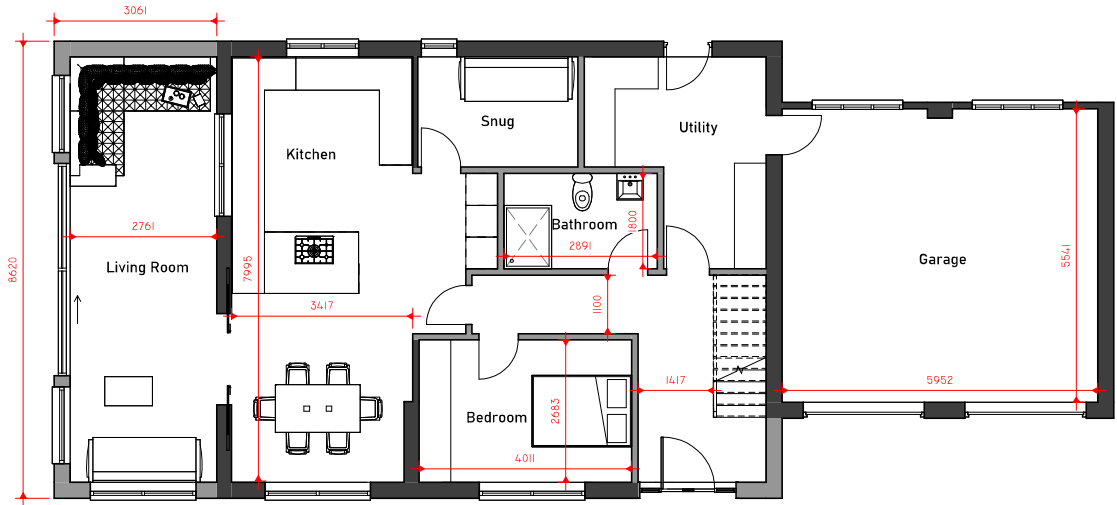 3061
Snug
Utility
Kitchen
Bathroom
1800
2761
2891
Living Room
Garage
5541
8620
7995
3417
1100
1417
5952
Bedroom
2683
4011